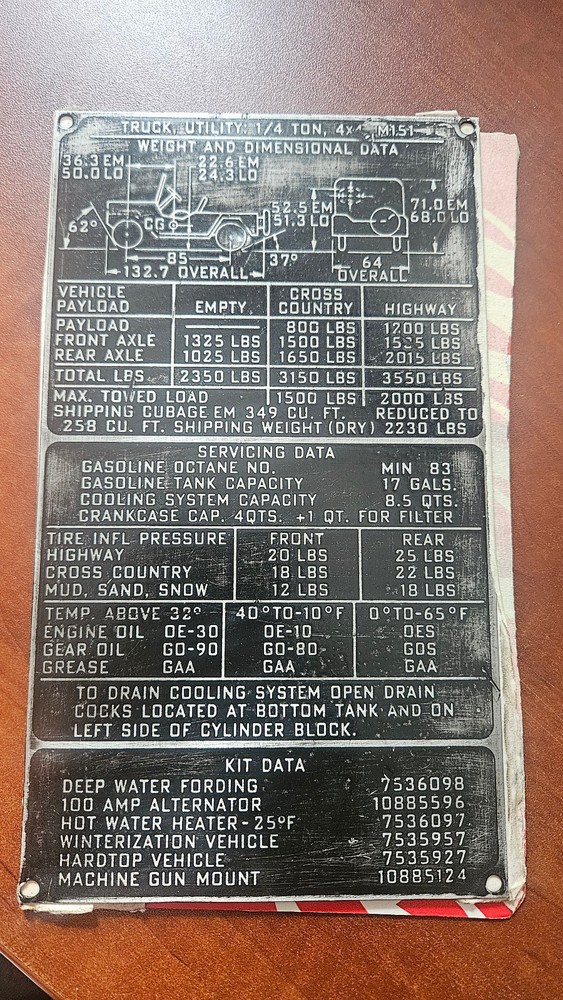 TRUCK, UTILITY: 1/4 TON, 4x4 M151
WEIGHT AND DIMENSIONAL DATA
36.3 EM 22.6 EM
50.0 LO 24.3 LO
52.5 EM 71.0 EM
51.3 LO 68.0 LO
62° CG
85 37° 64
132.7 OVERALL OVERALL
VEHICLE CROSS
PAYLOAD EMPTY COUNTRY HIGHWAY
PAYLOAD 800 LBS 1200 LBS
FRONT AXLE 1325 LBS 1500 LBS 1535 LBS
REAR AXLE 1025 LBS 1650 LBS 2015 LBS
TOTAL LBS 2350 LBS 3150 LBS 3550 LBS
MAX. TOWED LOAD 1500 LBS 2000 LBS
SHIPPING CUBAGE EM 349 CU. FT. REDUCED TO
258 CU. FT. SHIPPING WEIGHT (DRY) 2230 LBS
SERVICING DATA
GASOLINE OCTANE NO. MIN 83
GASOLINE TANK CAPACITY 17 GALS.
COOLING SYSTEM CAPACITY 8.5 QTS.
CRANKCASE CAP. 4QTS. +1 QT. FOR FILTER
TIRE INFL PRESSURE FRONT REAR
HIGHWAY 20 LBS 25 LBS
CROSS COUNTRY 18 LBS 22 LBS
MUD, SAND, SNOW 12 LBS 18 LBS
TEMP. ABOVE 32° 40°TO-10°F 0°TO-65°F
ENGINE OIL OE-30 OE-10 OES
GEAR OIL GO-90 GO-80 GOS
GREASE GAA GAA GAA
TO DRAIN COOLING SYSTEM OPEN DRAIN
COCKS LOCATED AT BOTTOM TANK AND ON
LEFT SIDE OF CYLINDER BLOCK.
KIT DATA
DEEP WATER FORDING 7536098
100 AMP ALTERNATOR 10885596
HOT WATER HEATER-25°F 7536097
WINTERIZATION VEHICLE 7535957
HARDTOP VEHICLE 7535927
MACHINE GUN MOUNT 10885124